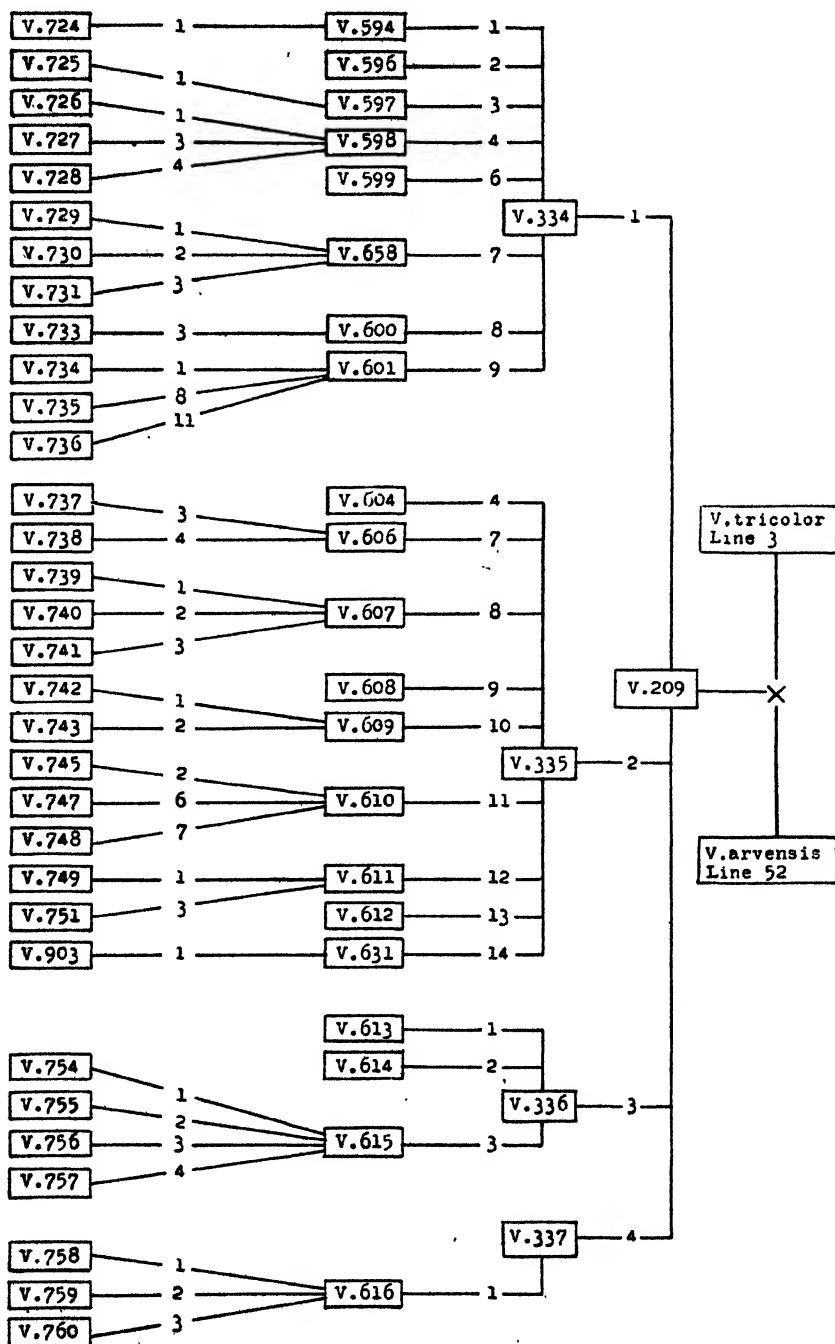 V.724 1 V.594 1
V.725 V.596 2
1
V.726 V.597 3
1
V.727 3 V.598 4
4
V.728 V.599 6
V.729 V.334 1
1
V.730 2 V.658 7
V.731 3
V.733 3 V.600 8
V.734 1 V.601 9
V.735 8
11
V.736
V.737 V.604 4
3
V.738 4 V.606 7
V.739
1
V.740 2 V.607 8
V.741 3
V.742 V.608 9
1
V.743 2 V.609 10
V.745 2
V.747 6 V.610 11
V.748 7
V.335 2
V.749 1 V.611 12
V.751 3 V.612 13
V.903 1 V.631 14
V.209
V.tricolor
Line 3
V.arvensis
Line 52
V.613 1
V.754 V.614 2
1
V.755 2 V.336 3
V.756 3 V.615 3
V.757 4
V.337 4
V.758
1
V.759 2 V.616 1
V.760 3